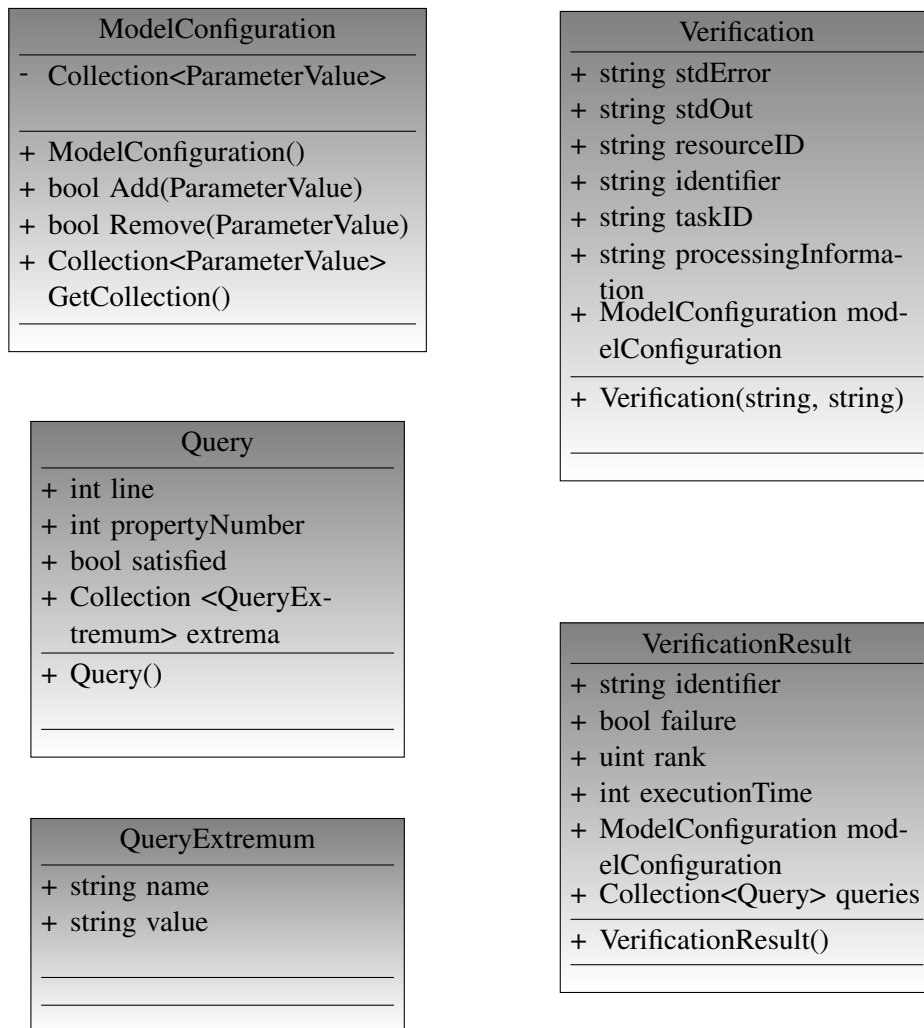 ModelConfiguration
- Collection<ParameterValue>
+ ModelConfiguration()
+ bool Add(ParameterValue)
+ bool Remove(ParameterValue)
+ Collection<ParameterValue>
GetCollection()
Query
+ int line
+ int propertyNumber
+ bool satisfied
+ Collection <QueryEx-
tremum> extrema
+ Query()
QueryExtremum
+ string name
+ string value
Verification
+ string stdError
+ string stdOut
+ string resourceID
+ string identifier
+ string taskID
+ string processingInforma-
tion
+ ModelConfiguration mod-
elConfiguration
+ Verification(string, string)
VerificationResult
+ string identifier
+ bool failure
+ uint rank
+ int executionTime
+ ModelConfiguration mod-
elConfiguration
+ Collection<Query> queries
+ VerificationResult()